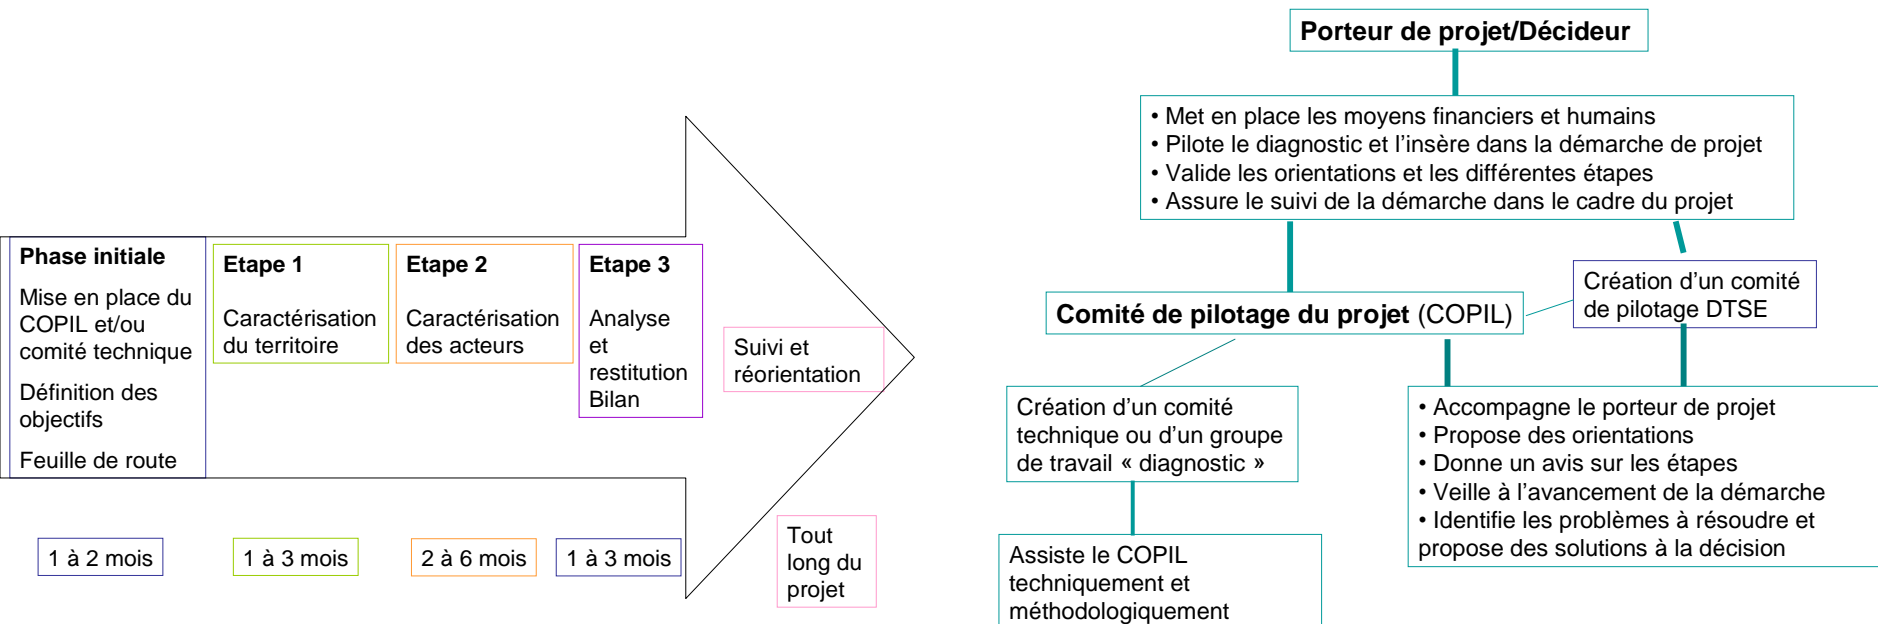 Phase initiale
Mise en place du
COPIL et/ou
comité technique
Définition des
objectifs
Feuille de route
Etape 1
Caractérisation
du territoire
Etape 2
Caractérisation
des acteurs
Etape 3
Analyse
et
restitution
Bilan
Suivi et
réorientation
1 à 2 mois
1 à 3 mois
2 à 6 mois
1 à 3 mois
Tout
long du
projet
Porteur de projet/Décideur
• Met en place les moyens financiers et humains
• Pilote le diagnostic et l’insère dans la démarche de projet
• Valide les orientations et les différentes étapes
• Assure le suivi de la démarche dans le cadre du projet
Création d’un comité
de pilotage DTSE
Comité de pilotage du projet (COPIL)
Création d’un comité
technique ou d’un groupe
de travail « diagnostic »
• Accompagne le porteur de projet
• Propose des orientations
• Donne un avis sur les étapes
• Veille à l’avancement de la démarche
• Identifie les problèmes à résoudre et
propose des solutions à la décision
Assiste le COPIL
techniquement et
méthodologiquement